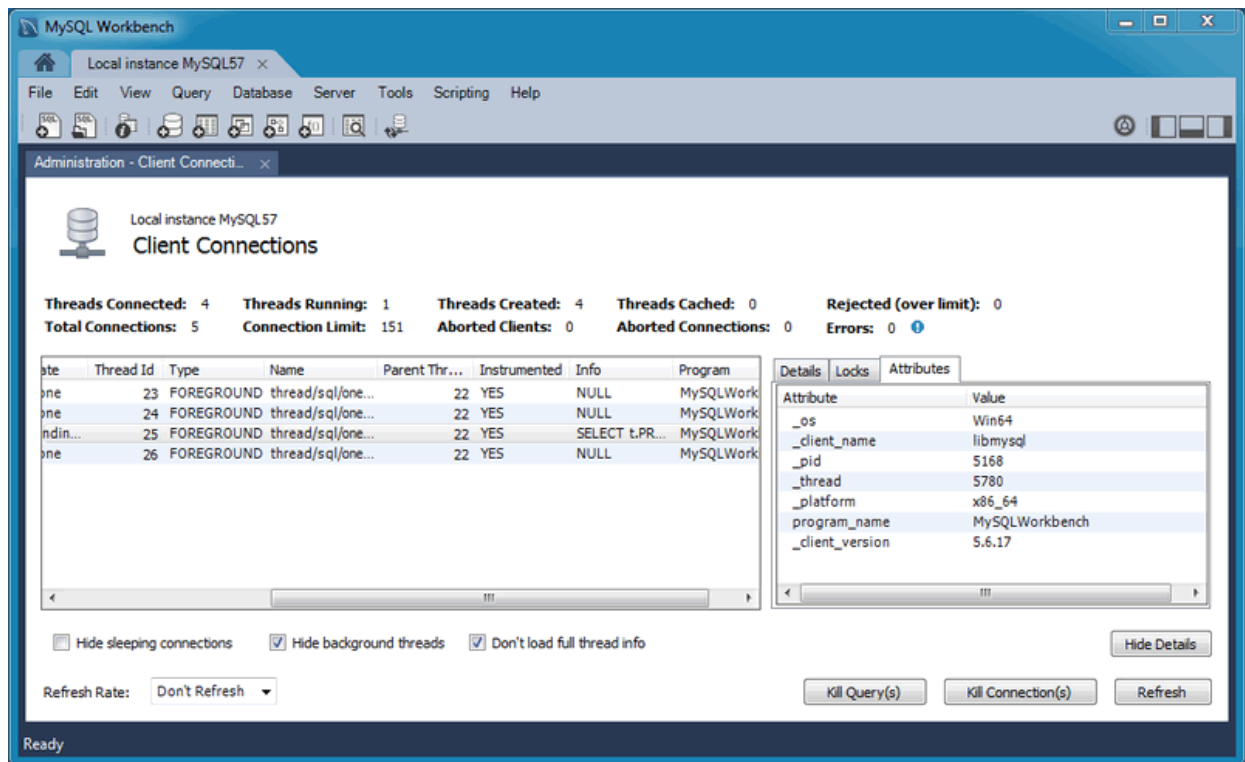 MySQL Workbench
Local instance MySQL57
File Edit View Query Database Server Tools Scripting Help
Administration - Client Connecti...
Local instance MySQL57
Client Connections
Threads Connected: 4 Threads Running: 1 Threads Created: 4 Threads Cached: 0 Rejected (over limit): 0
Total Connections: 5 Connection Limit: 151 Aborted Clients: 0 Aborted Connections: 0 Errors: 0
ate Thread Id Type Name Parent Thr... Instrumented Info Program
one 23 FOREGROUND thread/sql/one... 22 YES NULL MySQLWork
one 24 FOREGROUND thread/sql/one... 22 YES NULL MySQLWork
ndin... 25 FOREGROUND thread/sql/one... 22 YES SELECT t.PR... MySQLWork
one 26 FOREGROUND thread/sql/one... 22 YES NULL MySQLWork
Details Locks Attributes
Attribute Value
_os Win64
_client_name libmysql
_pid 5168
_thread 5780
_platform x86_64
program_name MySQLWorkbench
_client_version 5.6.17
Hide sleeping connections Hide background threads Don't load full thread info Hide Details
Refresh Rate: Don't Refresh Kill Query(s) Kill Connection(s) Refresh
Ready